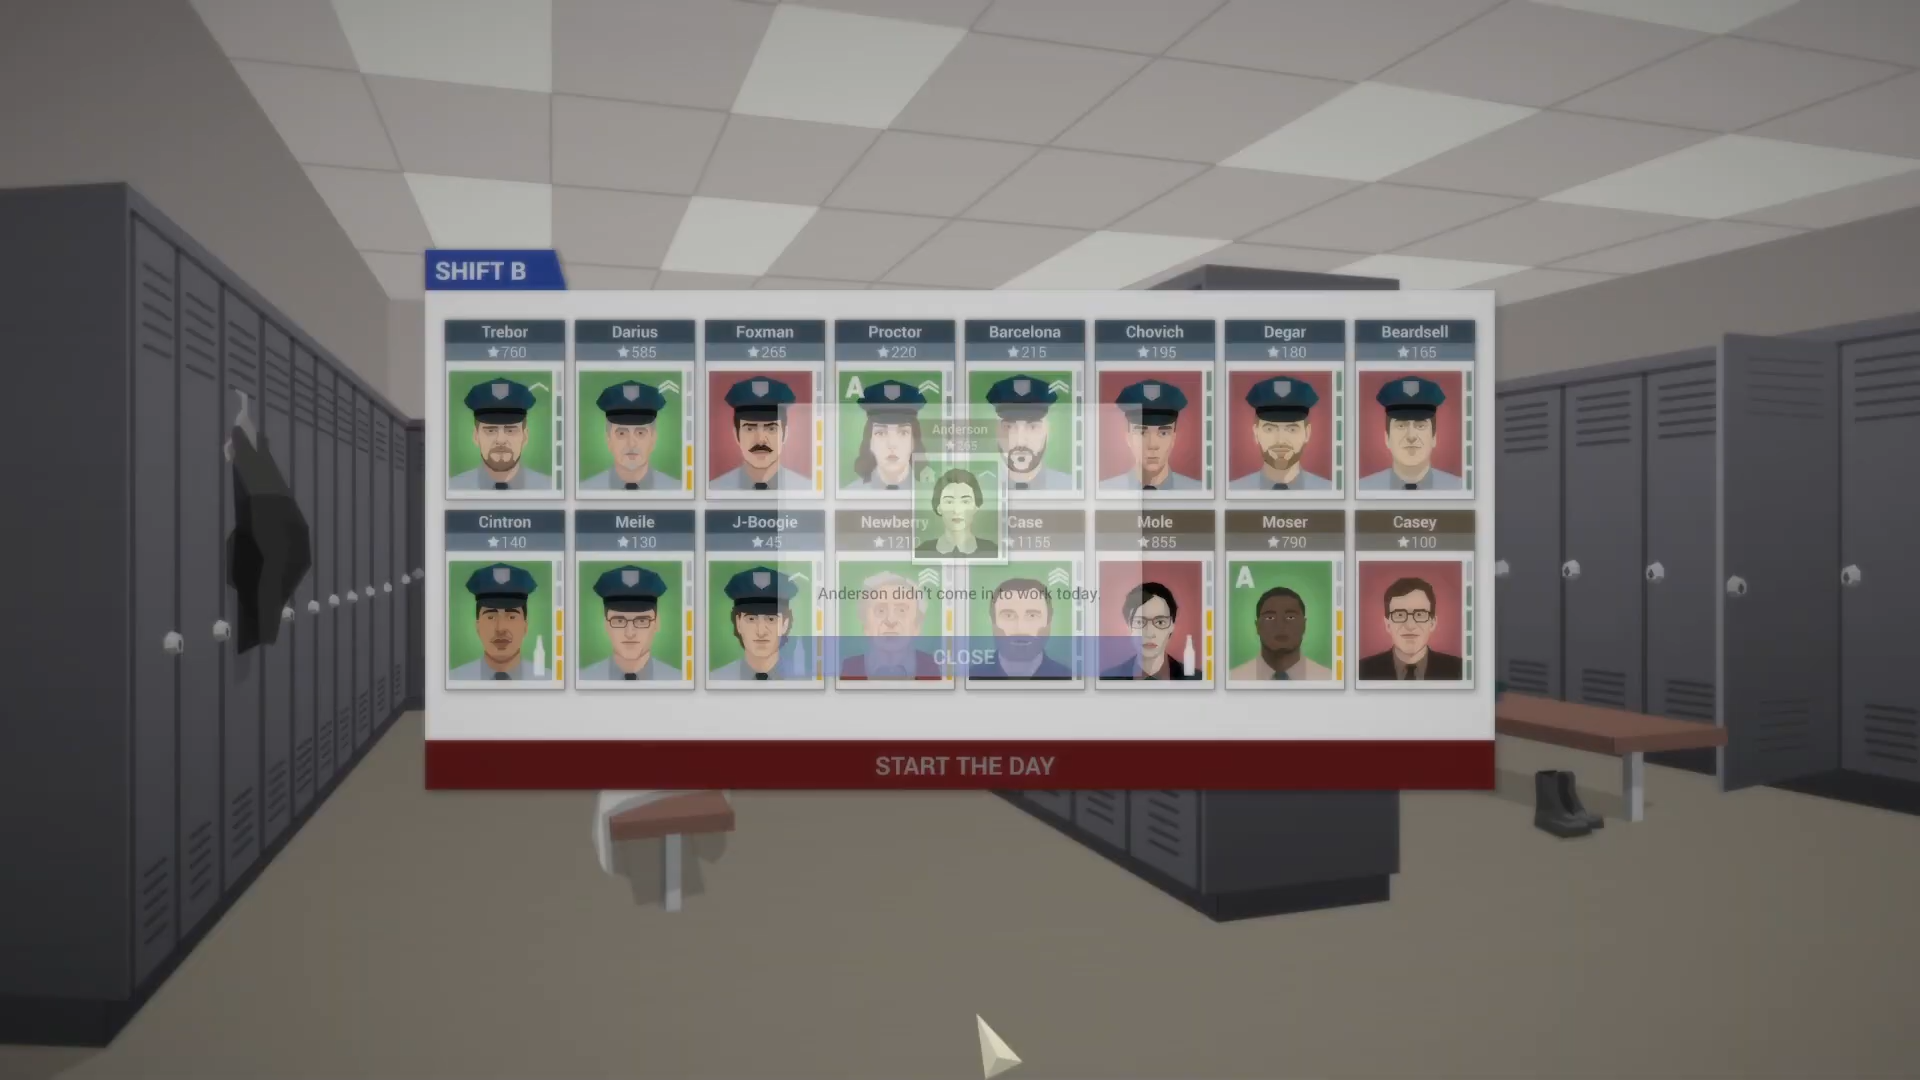 SHIFT B
Trebor
760
Darius
585
Foxman
265
Proctor
220
A
Barcelona
215
Chovich
195
Degar
180
Beardsell
165
Anderson
Cintron
140
Meile
130
J-Boogie
45
Newberry
1210
Case
1155
Mole
855
Moser
790
A
Casey
100
Anderson didn't come in to work today.
CLOSE
START THE DAY